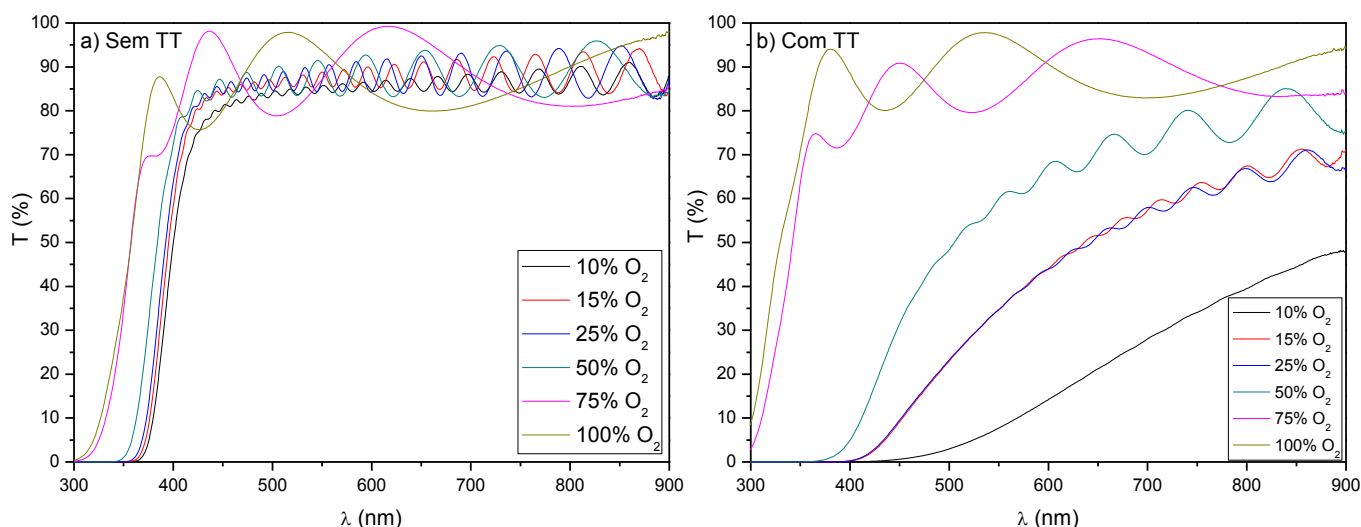 a) Sem TT
T (%)
100
90
80
70
60
50
40
30
20
10
0
300 400 500 600 700 800 900
λ (nm)
10% O₂
15% O₂
25% O₂
50% O₂
75% O₂
100% O₂
b) Com TT
T (%)
100
90
80
70
60
50
40
30
20
10
0
300 400 500 600 700 800 900
λ (nm)
10% O₂
15% O₂
25% O₂
50% O₂
75% O₂
100% O₂